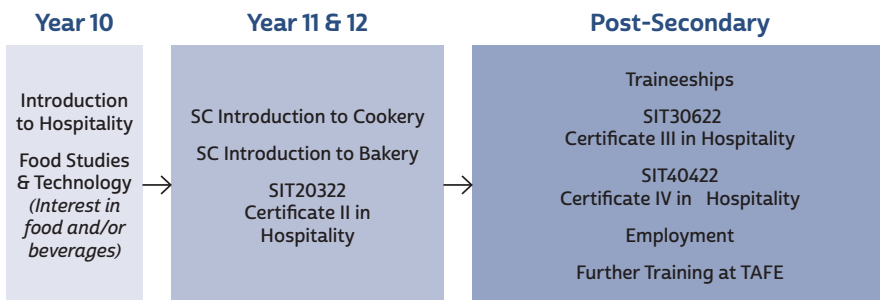 Year 10
Introduction
to Hospitality
Food Studies
& Technology
(Interest in
food and/or
beverages)
Year 11 & 12
SC Introduction to Cookery
SC Introduction to Bakery
SIT20322
Certificate II in
Hospitality
Post-Secondary
Traineeships
SIT30622
Certificate III in Hospitality
SIT40422
Certificate IV in Hospitality
Employment
Further Training at TAFE